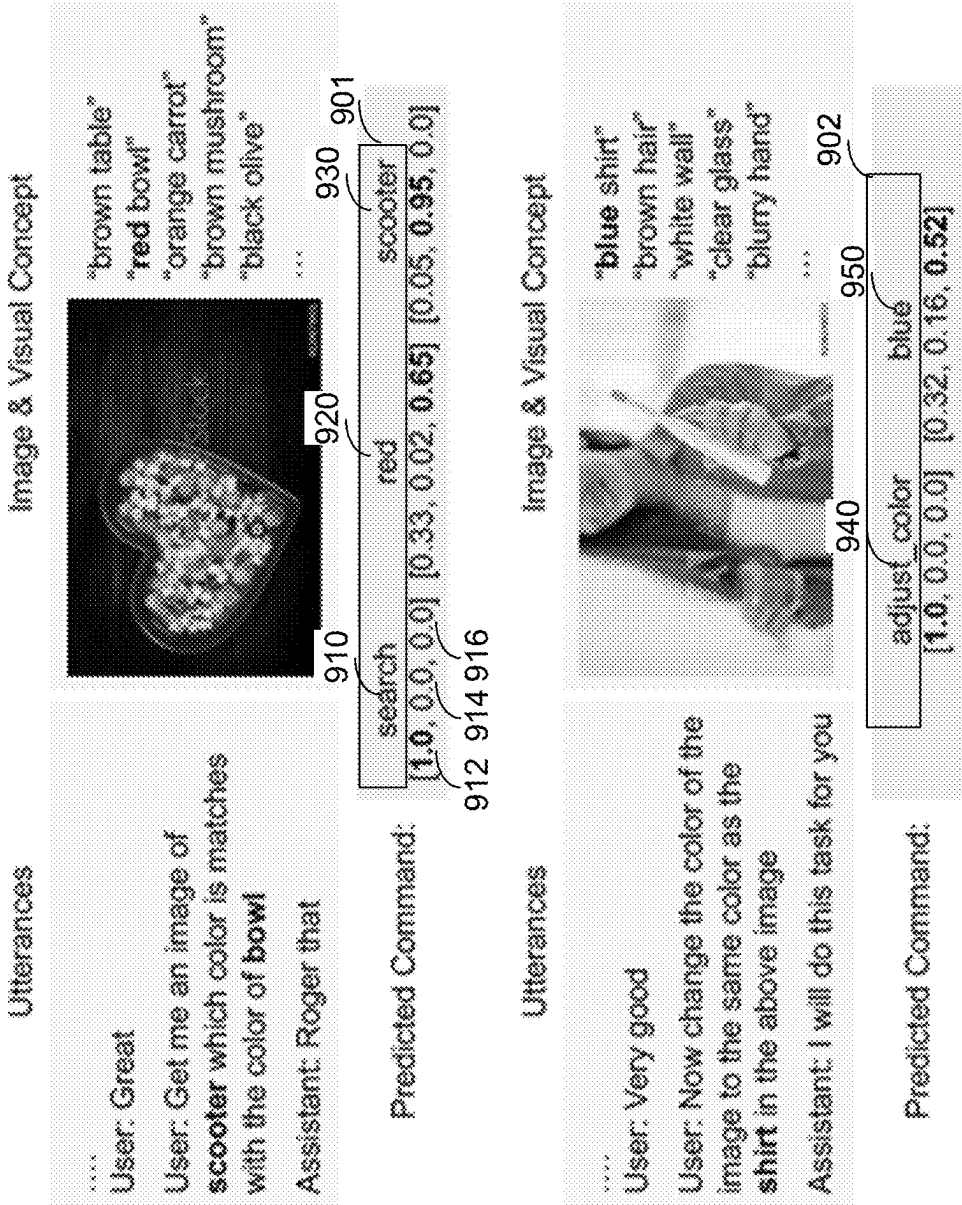 Utterances
Image & Visual Concept
....
User: Great
User: Get me an image of
scooter which color is matches
with the color of bowl
Assistant: Roger that
"brown table"
"red bowl"
"orange carrot"
"brown mushroom"
"black olive"
....
Predicted Command:
910 920 930 901
search red scooter
[1.0, 0.0, 0.0] [0.33, 0.02, 0.65] [0.05, 0.95, 0.0]
912 914 916
Utterances
Image & Visual Concept
....
User: Very good
User: Now change the color of the
image to the same color as the
shirt in the above image
Assistant: I will do this task for you
"blue shirt"
"brown hair"
"white wall"
"clear glass"
"blurry hand"
....
Predicted Command:
940 950 902
adjust_color blue
[1.0, 0.0, 0.0] [0.32, 0.16, 0.52]